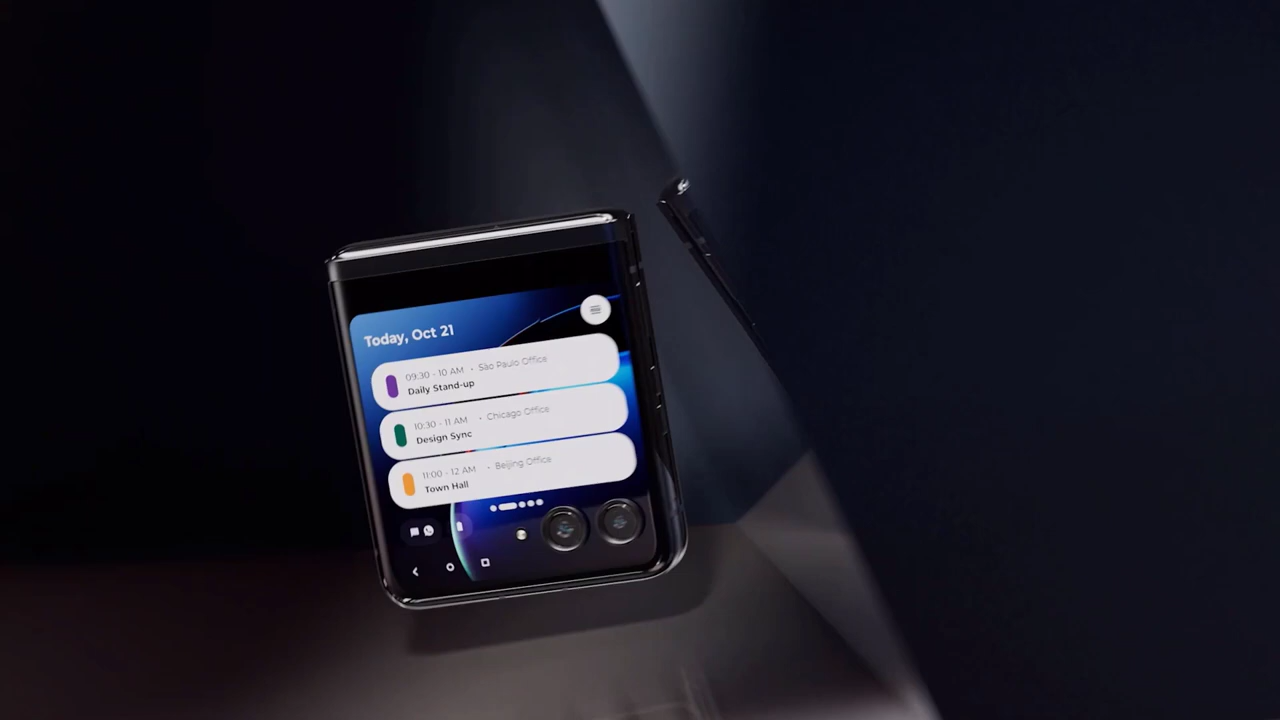 Today, Oct 21
09:30 - 10 AM • São Paulo Office
Daily Stand-up
10:30 - 11 AM • Chicago Office
Design Sync
11:00 - 12 AM • Beijing Office
Town Hall